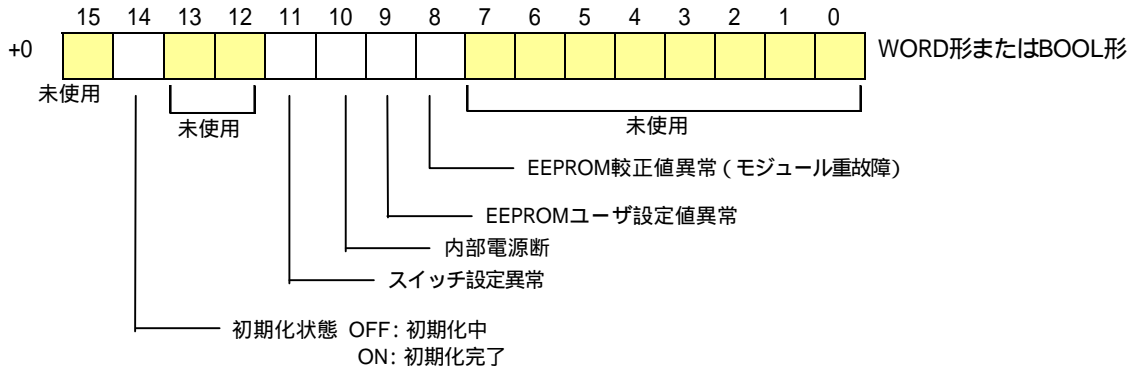 15 14 13 12 11 10 9 8 7 6 5 4 3 2 1 0
+0 WORD形またはBOOL形
未使用
未使用
未使用
EEPROM較正値異常（モジュール重故障）
EEPROMユーザ設定値異常
内部電源断
スイッチ設定異常
初期化状態 OFF：初期化中
ON：初期化完了